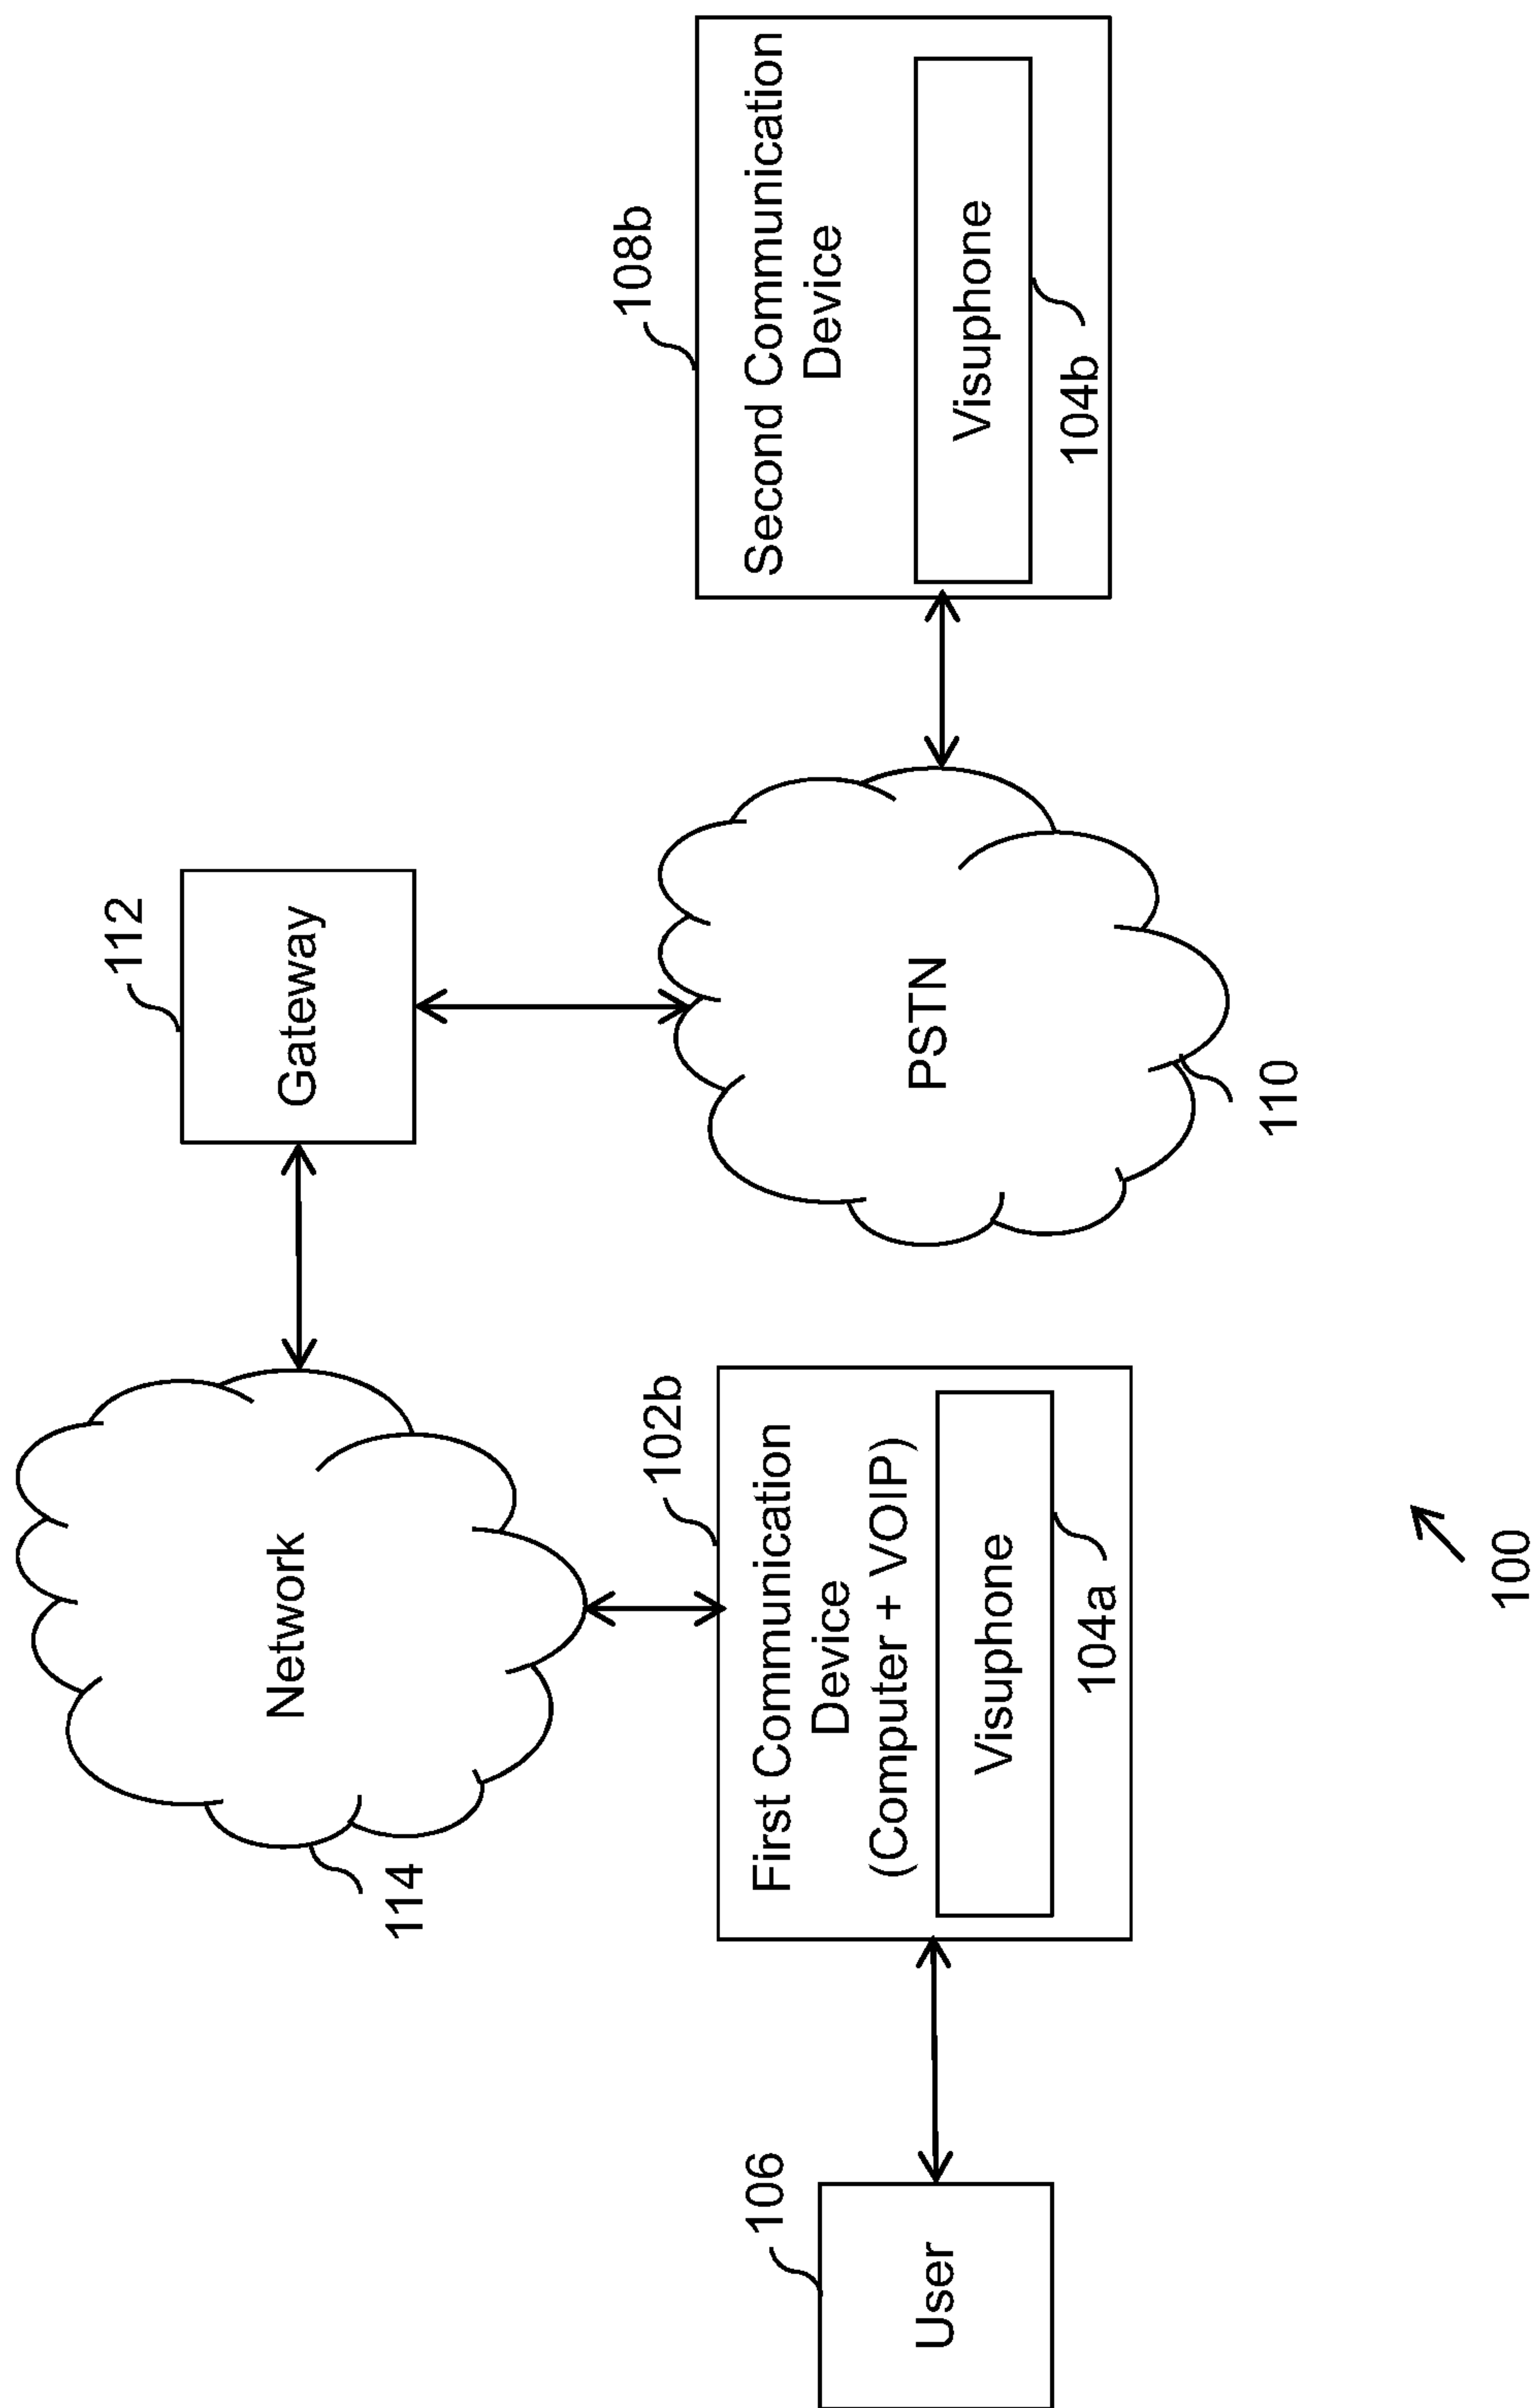 114
Network
112
Gateway
106
User
102b
First Communication
Device
(Computer + VOIP)
Visuphone
104a
PSTN
110
108b
Second Communication
Device
Visuphone
104b
100